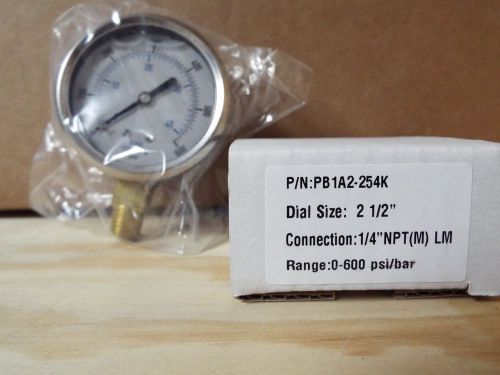 P/N:PB1A2-254K
Dial Size: 2 1/2"
Connection:1/4"NPT(M) LM
Range:0-600 psi/bar